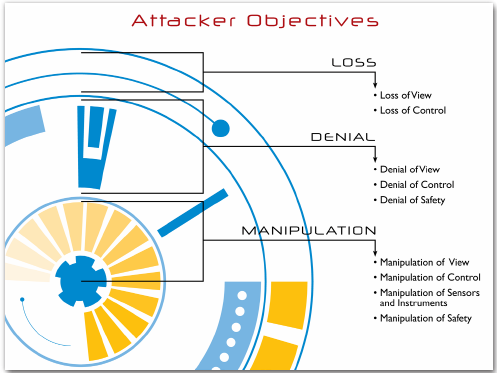 Attacker Objectives
LOSS
• Loss of View
• Loss of Control
DENIAL
• Denial of View
• Denial of Control
• Denial of Safety
MANIPULATION
• Manipulation of View
• Manipulation of Control
• Manipulation of Sensors
and Instruments
• Manipulation of Safety